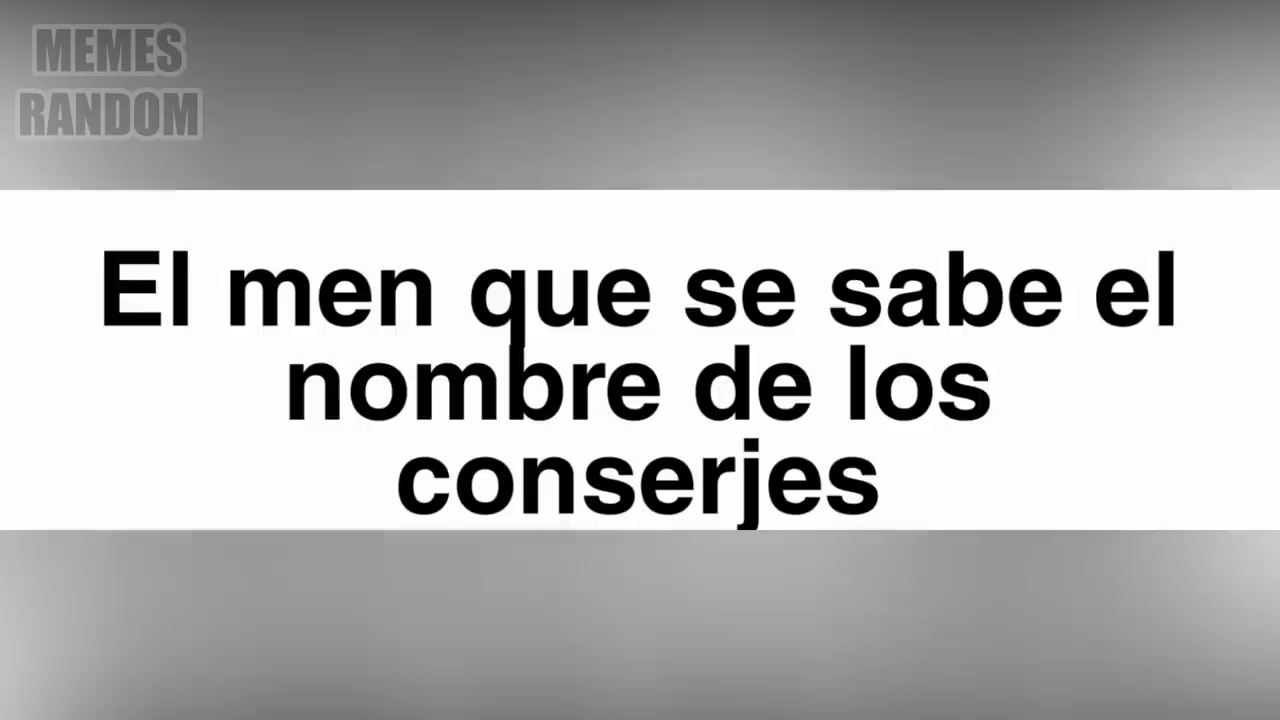 MEMES
RANDOM
El men que se sabe el
nombre de los
conserjes